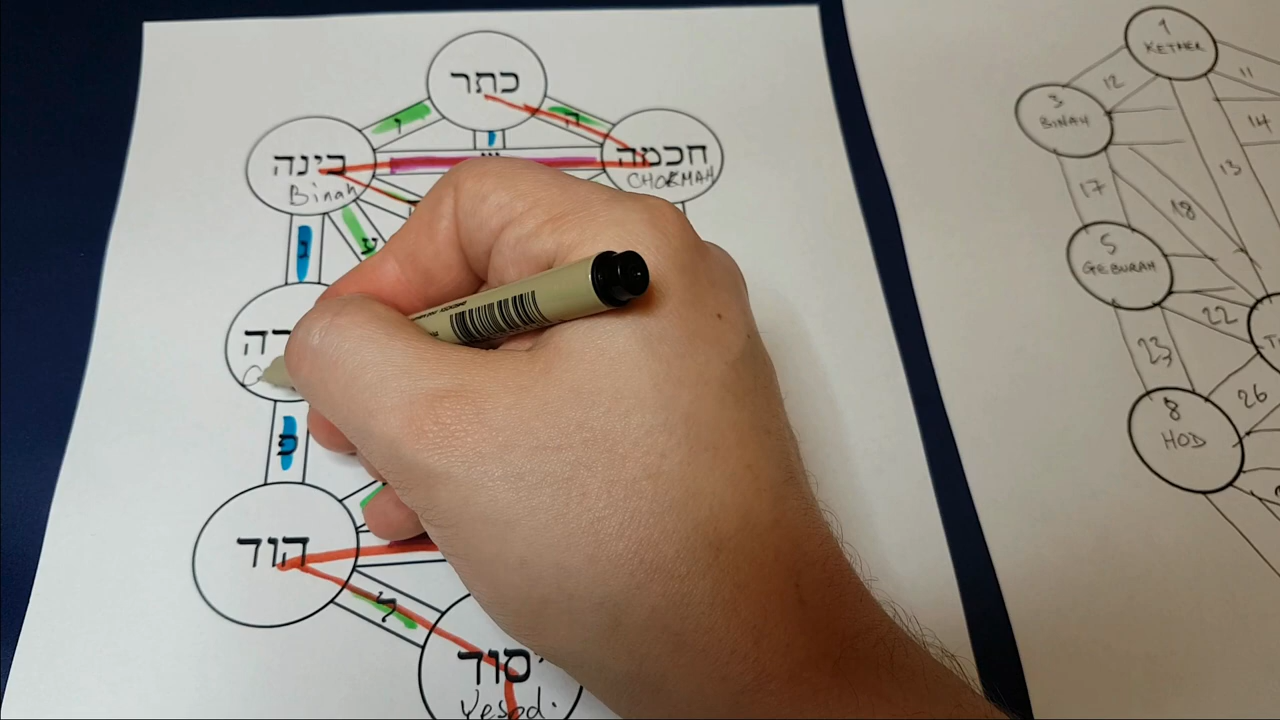 כתר
ו
ה
ש
בינה
Binah
חכמה
CHOKMAH
ג
ע
פ
הוד
יסוד
Yesod.
1
KETHER
12
11
3
BINAH
14
13
17
18
5
GEBURAH
22
23
26
8
HOD